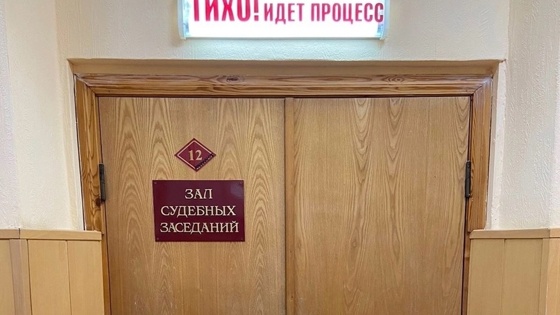 ТИХО! ИДЕТ ПРОЦЕСС
12
ЗАЛ
СУДЕБНЫХ
ЗАСЕДАНИЙ